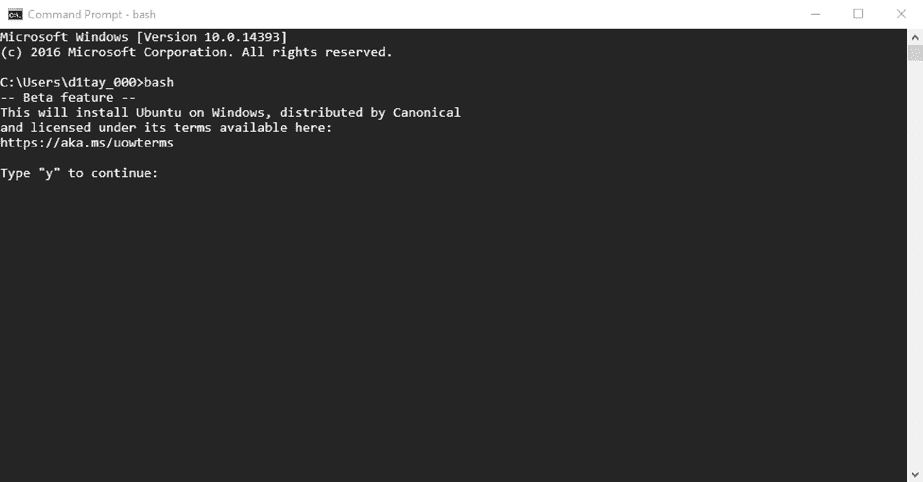 Command Prompt - bash
Microsoft Windows [Version 10.0.14393]
(c) 2016 Microsoft Corporation. All rights reserved.
C:\Users\d1tay_000>bash
-- Beta feature --
This will install Ubuntu on Windows, distributed by Canonical
and licensed under its terms available here:
https://aka.ms/uowterms
Type "y" to continue: